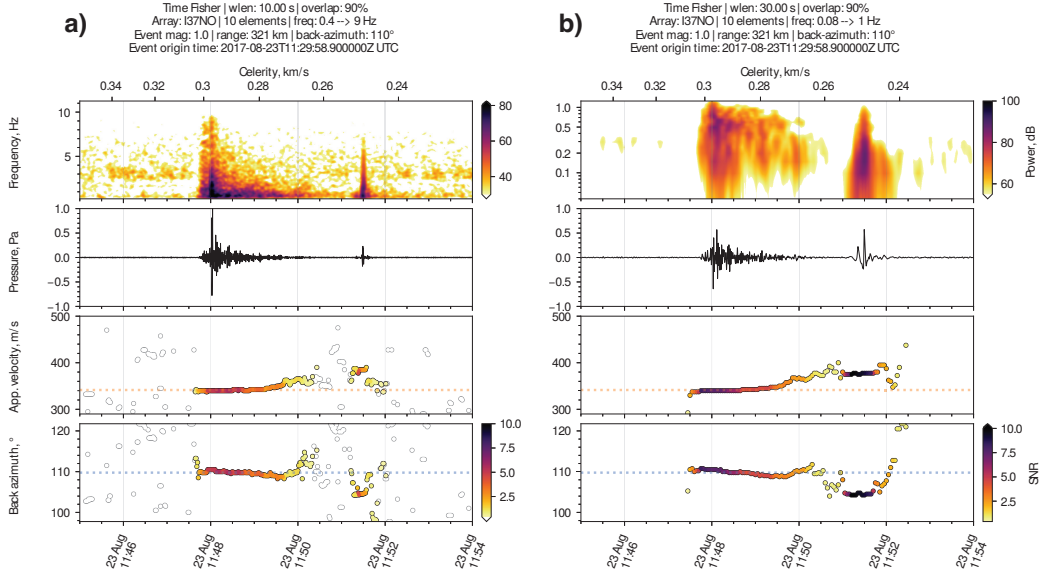 a)
Time Fisher | wlen: 10.00 s | overlap: 90%
Array: I37NO | 10 elements | freq: 0.4 --> 9 Hz
Event mag: 1.0 | range: 321 km | back-azimuth: 110°
Event origin time: 2017-08-23T11:29:58.900000Z UTC
Celerity, km/s
0.34 0.32 0.3 0.28 0.26 0.24
Frequency, Hz
10
5
80
60
40
Pressure, Pa
1.0
0.5
0.0
−0.5
−1.0
App. velocity, m/s
500
400
300
Back azimuth, °
120
110
100
10.0
7.5
5.0
2.5
23 Aug
11:46
23 Aug
11:48
23 Aug
11:50
23 Aug
11:52
23 Aug
11:54
b)
Time Fisher | wlen: 30.00 s | overlap: 90%
Array: I37NO | 10 elements | freq: 0.08 --> 1 Hz
Event mag: 1.0 | range: 321 km | back-azimuth: 110°
Event origin time: 2017-08-23T11:29:58.900000Z UTC
Celerity, km/s
0.34 0.32 0.3 0.28 0.26 0.24
1.0
0.5
0.2
0.1
100
80
60
Power, dB
1.0
0.5
0.0
−0.5
−1.0
500
400
300
120
110
100
10.0
7.5
5.0
2.5
SNR
23 Aug
11:46
23 Aug
11:48
23 Aug
11:50
23 Aug
11:52
23 Aug
11:54